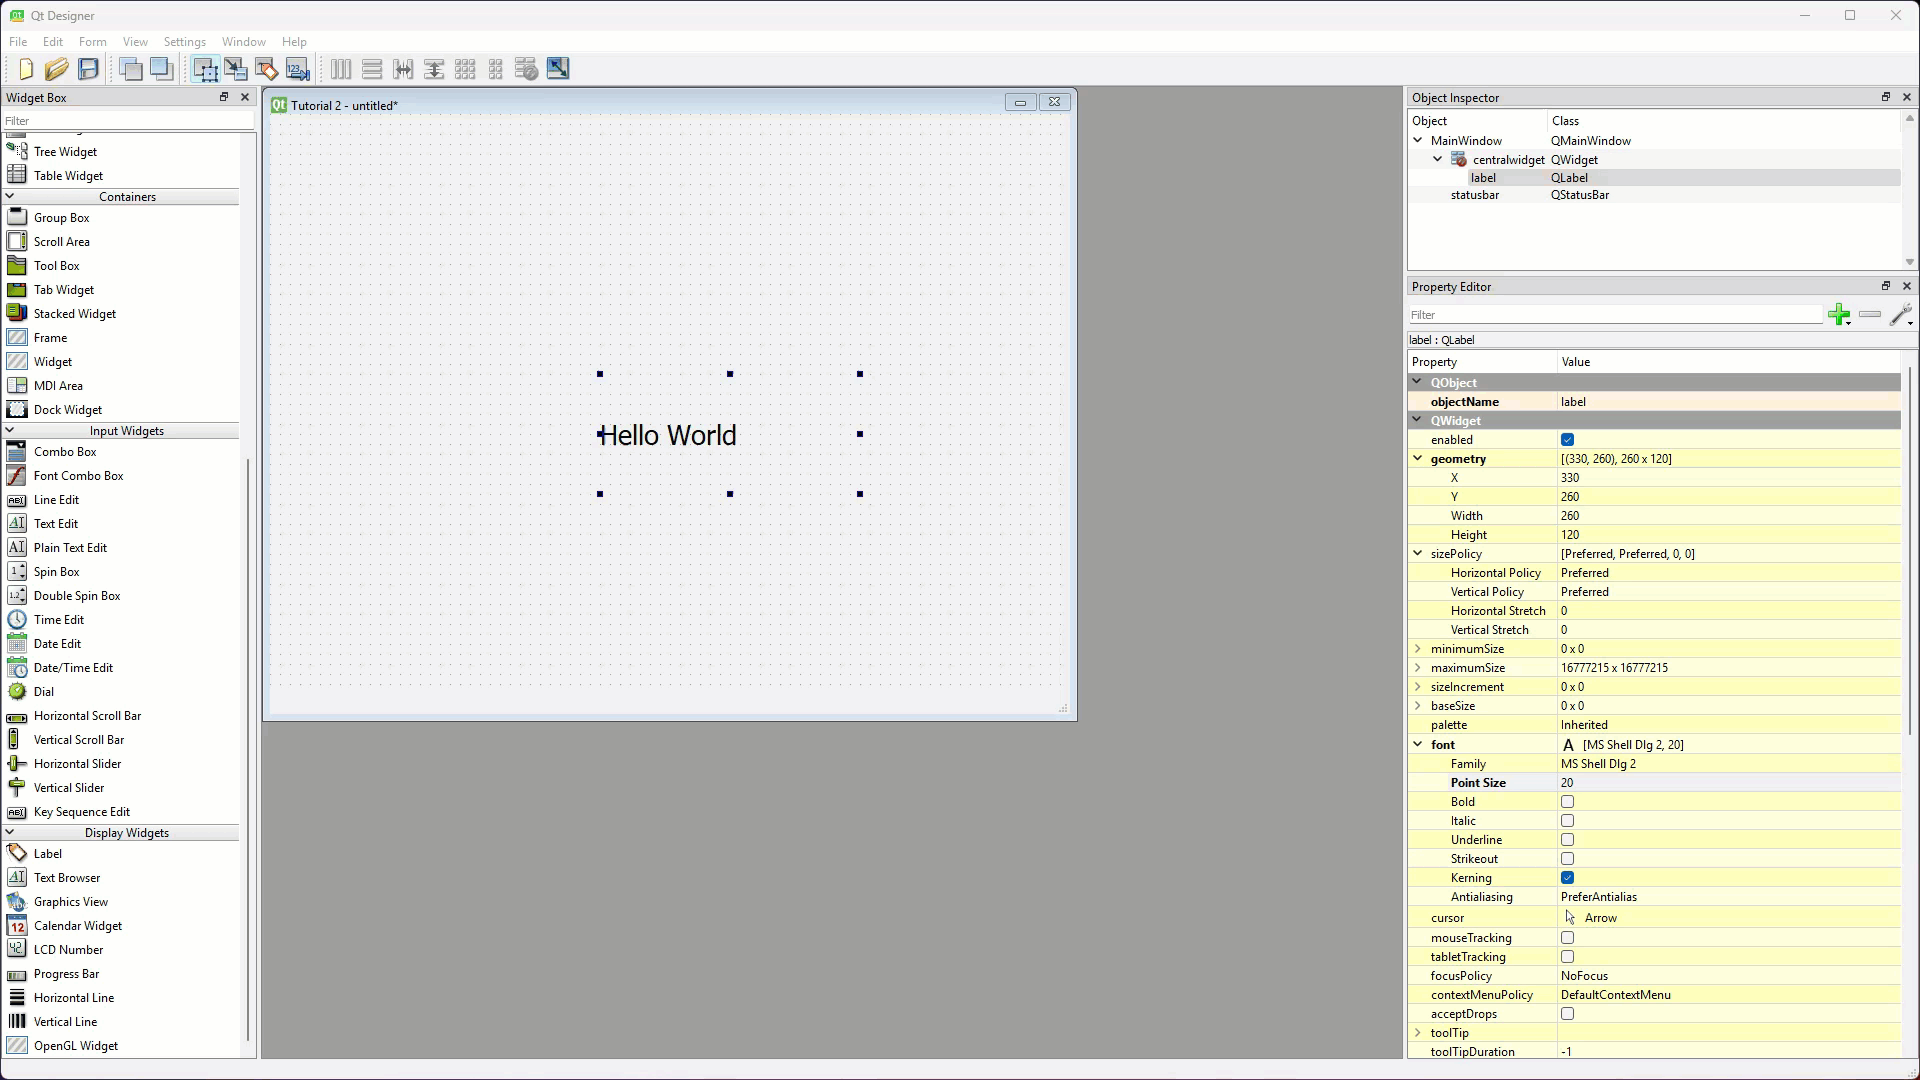 Qt Designer
File Edit Form View Settings Window Help
Widget Box
Filter
Tree Widget
Table Widget
Containers
Group Box
Scroll Area
Tool Box
Tab Widget
Stacked Widget
Frame
Widget
MDI Area
Dock Widget
Input Widgets
Combo Box
Font Combo Box
Line Edit
Text Edit
Plain Text Edit
Spin Box
Double Spin Box
Time Edit
Date Edit
Date/Time Edit
Dial
Horizontal Scroll Bar
Vertical Scroll Bar
Horizontal Slider
Vertical Slider
Key Sequence Edit
Display Widgets
Label
Text Browser
Graphics View
Calendar Widget
LCD Number
Progress Bar
Horizontal Line
Vertical Line
OpenGL Widget
Tutorial 2 - untitled*
Hello World
Object Inspector
Object Class
MainWindow QMainWindow
centralwidget QWidget
label QLabel
statusbar QStatusBar
Property Editor
Filter
label : QLabel
Property Value
QObject
objectName label
QWidget
enabled
geometry [(330, 260), 260 x 120]
X 330
Y 260
Width 260
Height 120
sizePolicy [Preferred, Preferred, 0, 0]
Horizontal Policy Preferred
Vertical Policy Preferred
Horizontal Stretch 0
Vertical Stretch 0
minimumSize 0 x 0
maximumSize 16777215 x 16777215
sizeIncrement 0 x 0
baseSize 0 x 0
palette Inherited
font A [MS Shell Dlg 2, 20]
Family MS Shell Dlg 2
Point Size 20
Bold
Italic
Underline
Strikeout
Kerning
Antialiasing PreferAntialias
cursor Arrow
mouseTracking
tabletTracking
focusPolicy NoFocus
contextMenuPolicy DefaultContextMenu
acceptDrops
toolTip
toolTipDuration -1